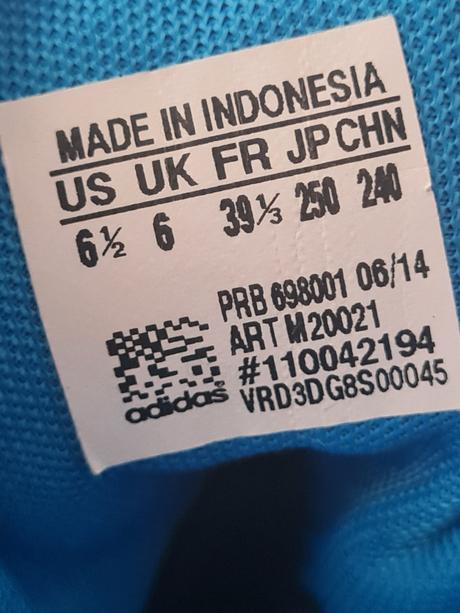 MADE IN INDONESIA
US UK FR JP CHN
6½ 6 39⅓ 250 240
PRB 698001 06/14
ART M20021
#110042194
VRD3DG8S00045
adidas®